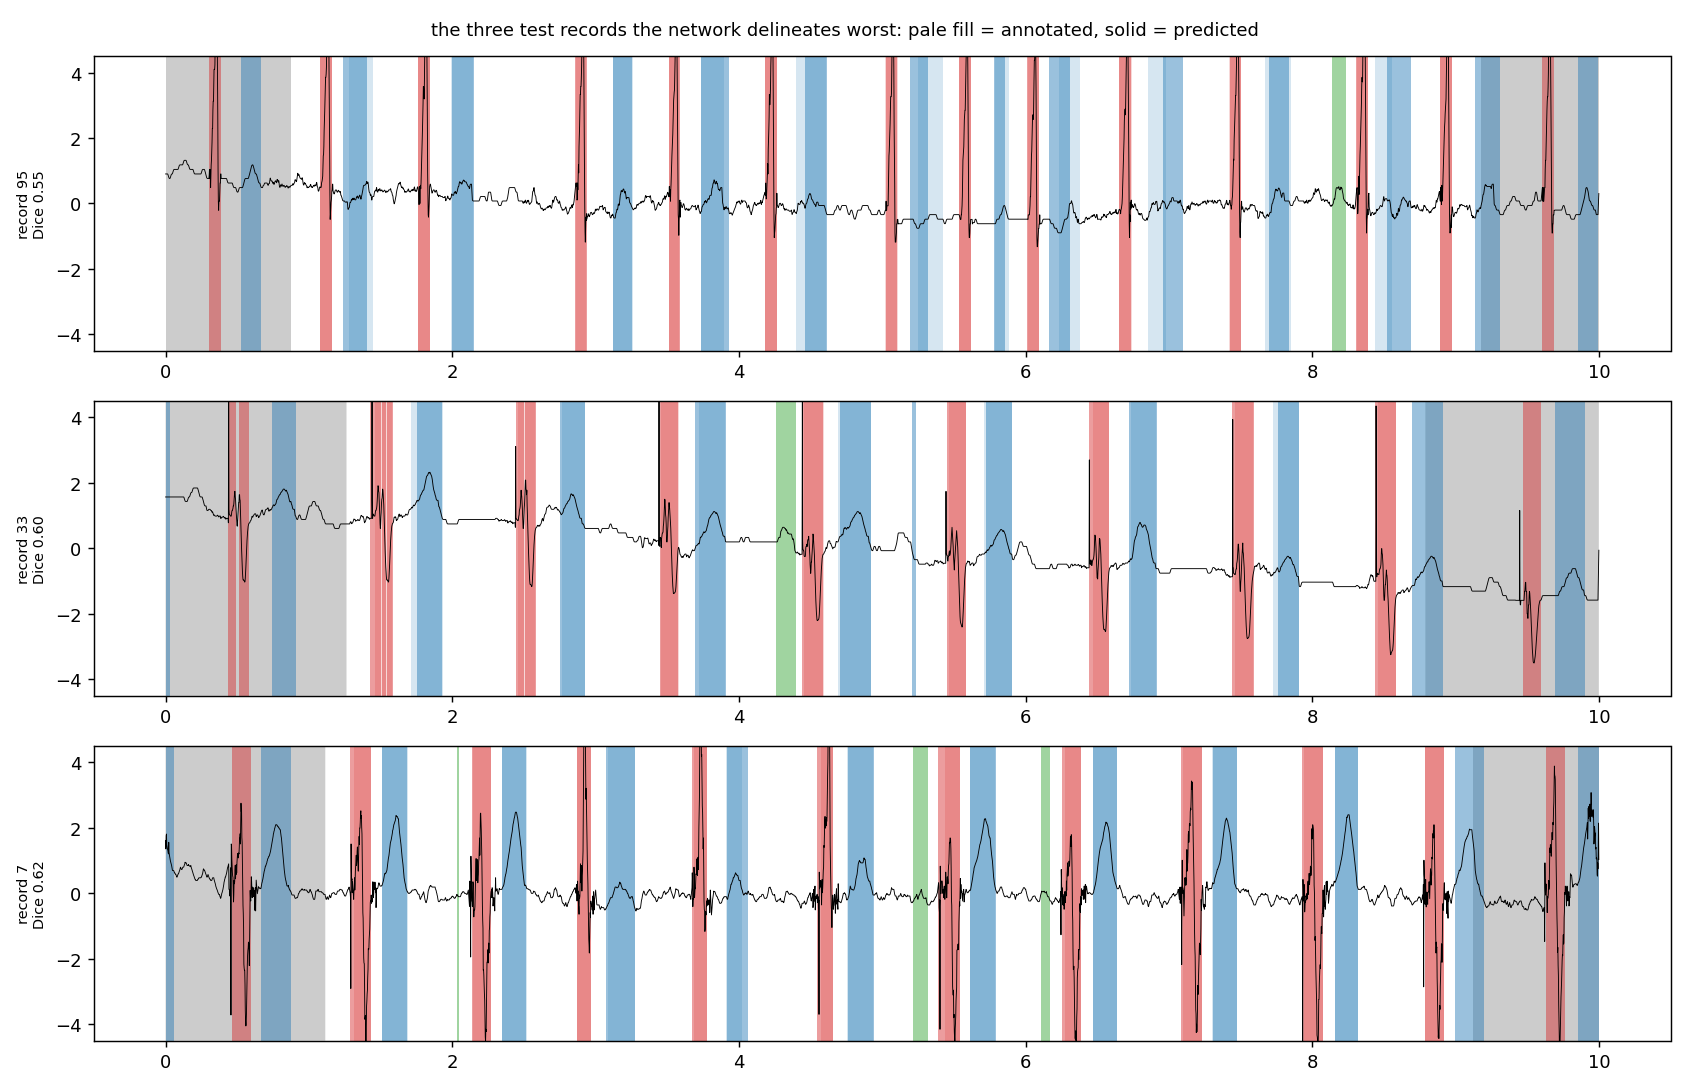 the three test records the network delineates worst: pale fill = annotated, solid = predicted
4
2
0
−2
−4
record 95
Dice 0.55
0 2 4 6 8 10
4
2
0
−2
−4
record 33
Dice 0.60
0 2 4 6 8 10
4
2
0
−2
−4
record 7
Dice 0.62
0 2 4 6 8 10